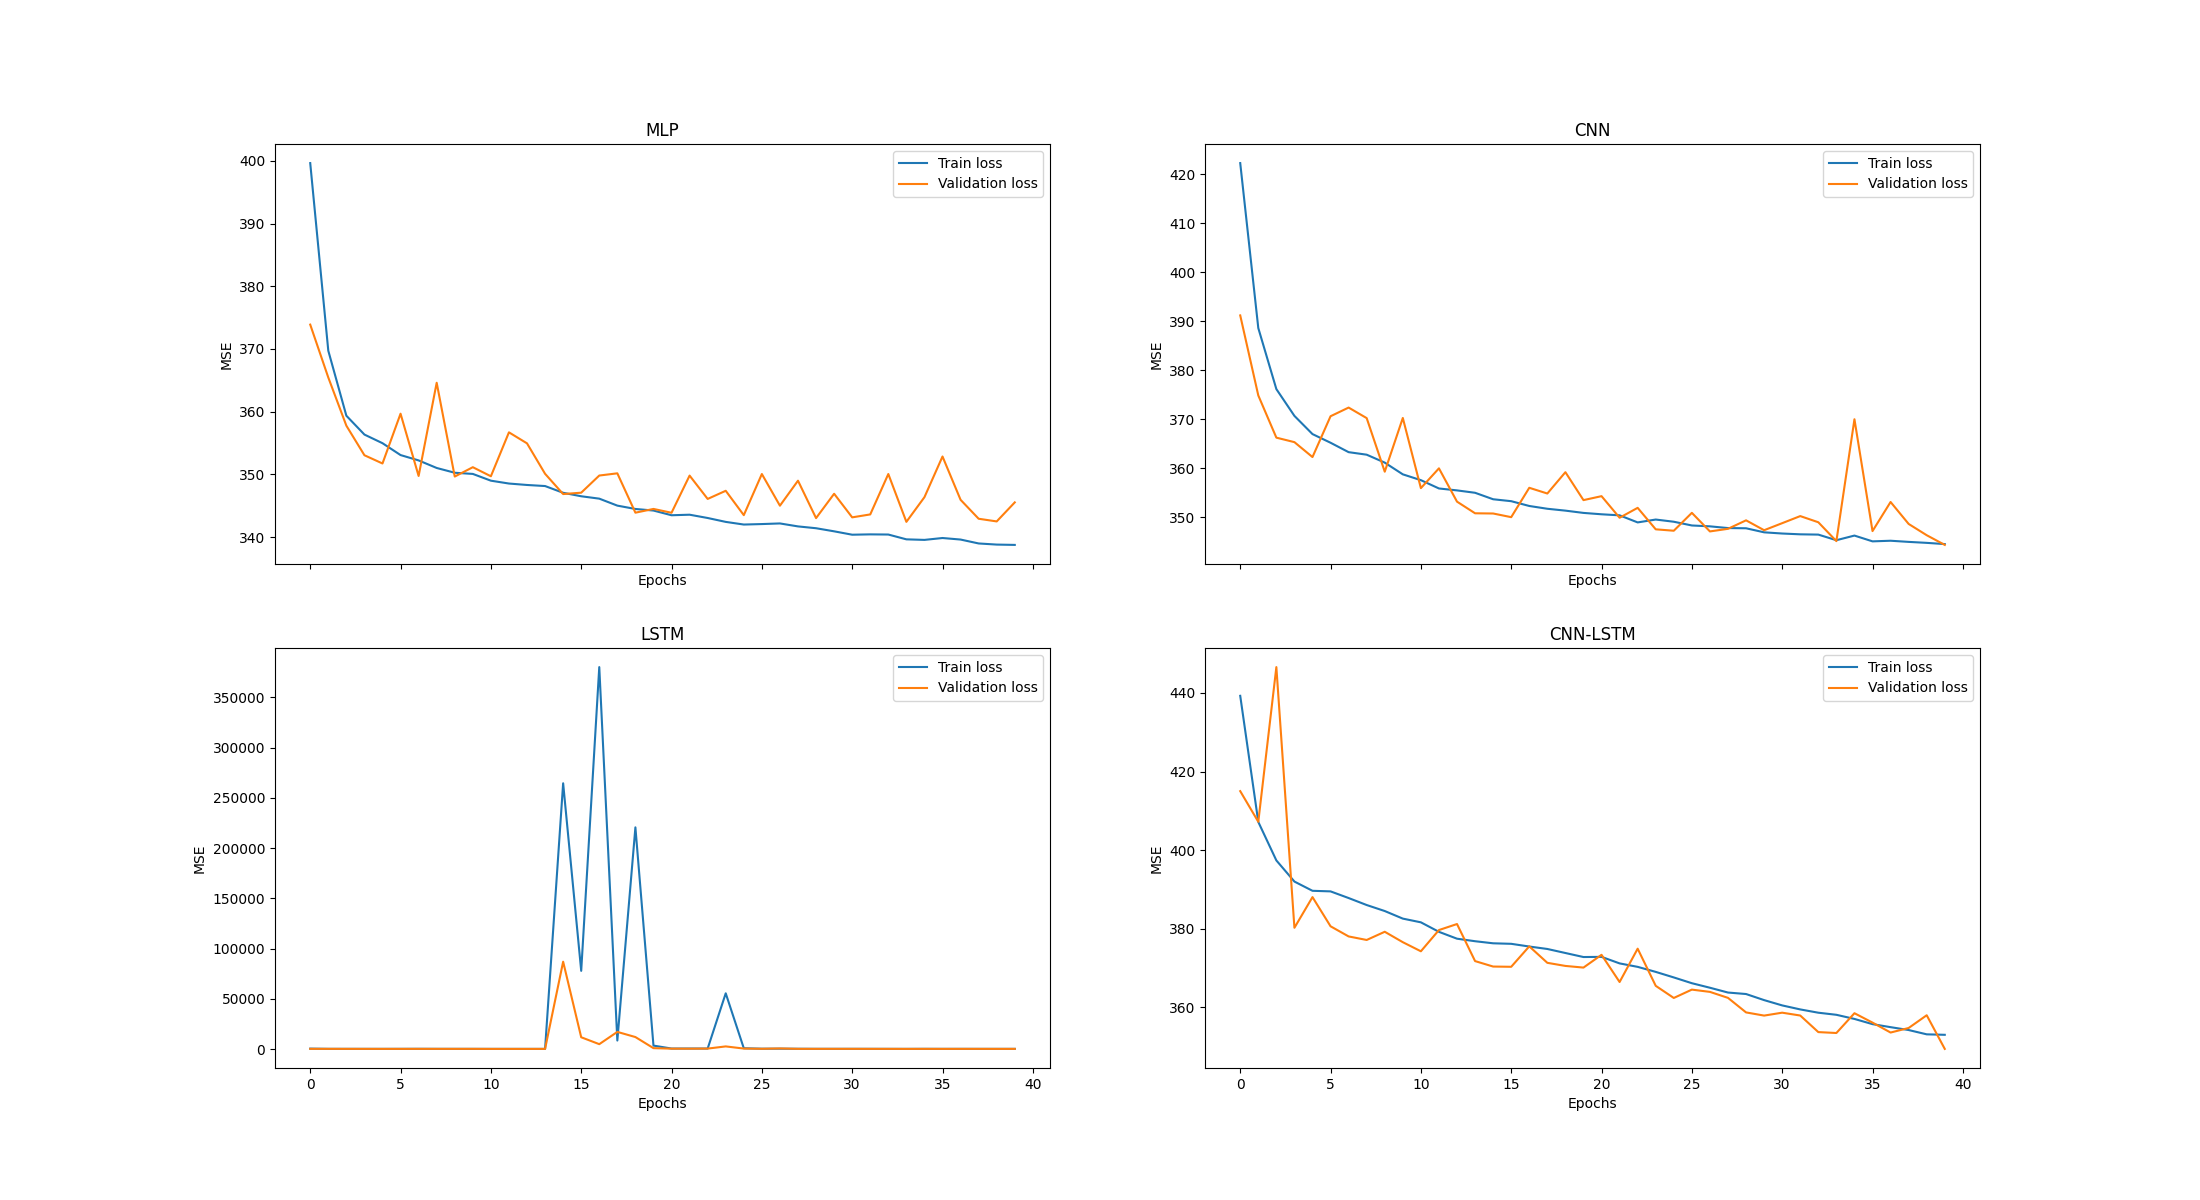 MLP
400
390
380
370
360
350
340
MSE
Epochs
Train loss
Validation loss
CNN
420
410
400
390
380
370
360
350
MSE
Epochs
Train loss
Validation loss
LSTM
350000
300000
250000
200000
150000
100000
50000
0
MSE
0 5 10 15 20 25 30 35 40
Epochs
Train loss
Validation loss
CNN-LSTM
440
420
400
380
360
MSE
0 5 10 15 20 25 30 35 40
Epochs
Train loss
Validation loss